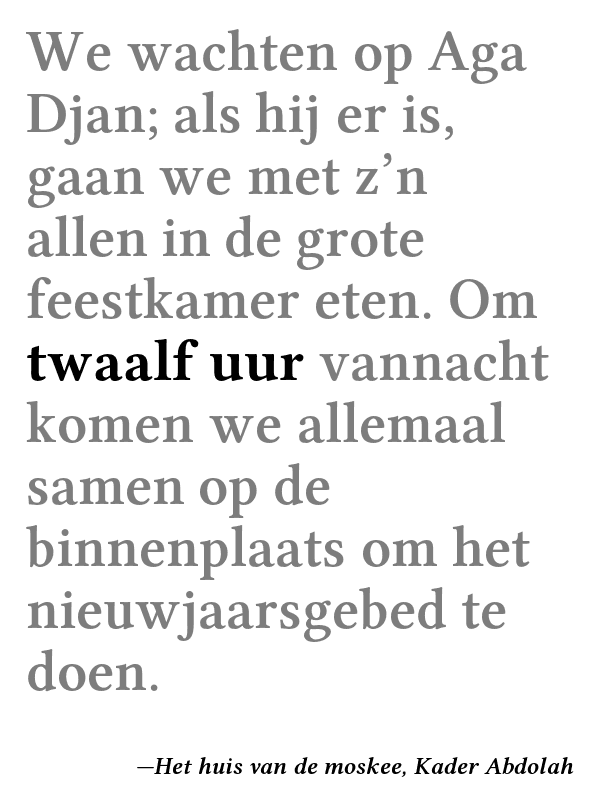 We wachten op Aga
Djan; als hij er is,
gaan we met z’n
allen in de grote
feestkamer eten. Om
twaalf uur vannacht
komen we allemaal
samen op de
binnenplaats om het
nieuwjaarsgebed te
doen.
—Het huis van de moskee, Kader Abdolah